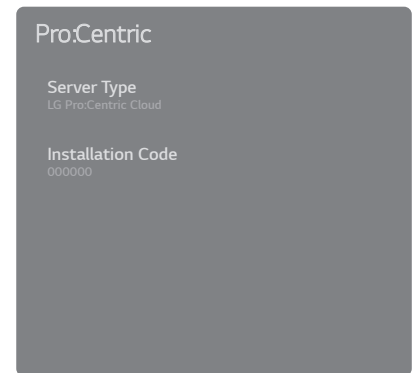 Pro:Centric
Server Type
LG Pro:Centric Cloud
Installation Code
000000